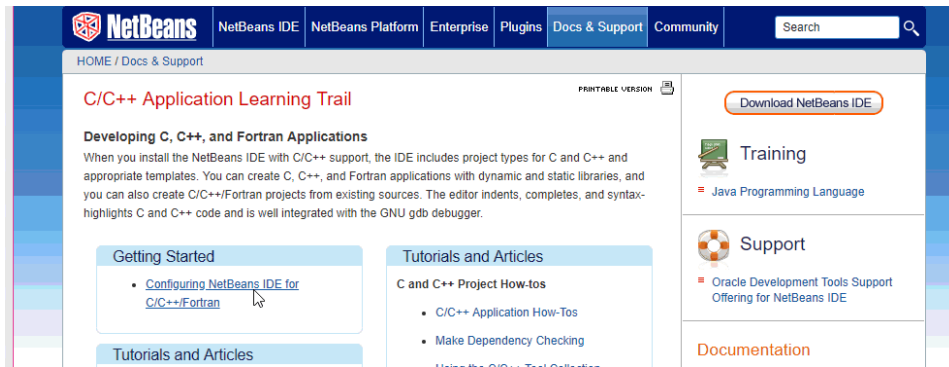 NetBeans
NetBeans IDE NetBeans Platform Enterprise Plugins Docs & Support Community Search
HOME / Docs & Support
C/C++ Application Learning Trail
PRINTABLE VERSION
Developing C, C++, and Fortran Applications
When you install the NetBeans IDE with C/C++ support, the IDE includes project types for C and C++ and
appropriate templates. You can create C, C++, and Fortran applications with dynamic and static libraries, and
you can also create C/C++/Fortran projects from existing sources. The editor indents, completes, and syntax-
highlights C and C++ code and is well integrated with the GNU gdb debugger.
Getting Started
Configuring NetBeans IDE for
C/C++/Fortran
Tutorials and Articles
Tutorials and Articles
C and C++ Project How-tos
C/C++ Application How-Tos
Make Dependency Checking
Using the C/C++ Tool Collection
Download NetBeans IDE
Training
Java Programming Language
Support
Oracle Development Tools Support
Offering for NetBeans IDE
Documentation